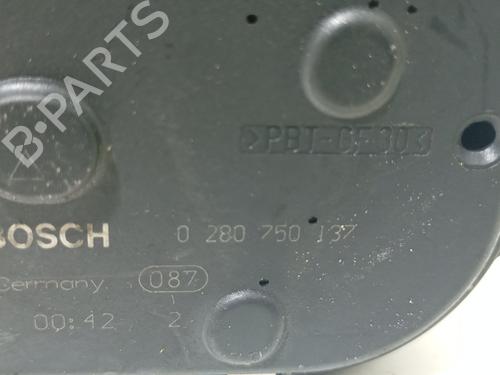 B-PARTS
>PBT-GF30<
BOSCH 0 280 750 137
Germany 087
00:42 2